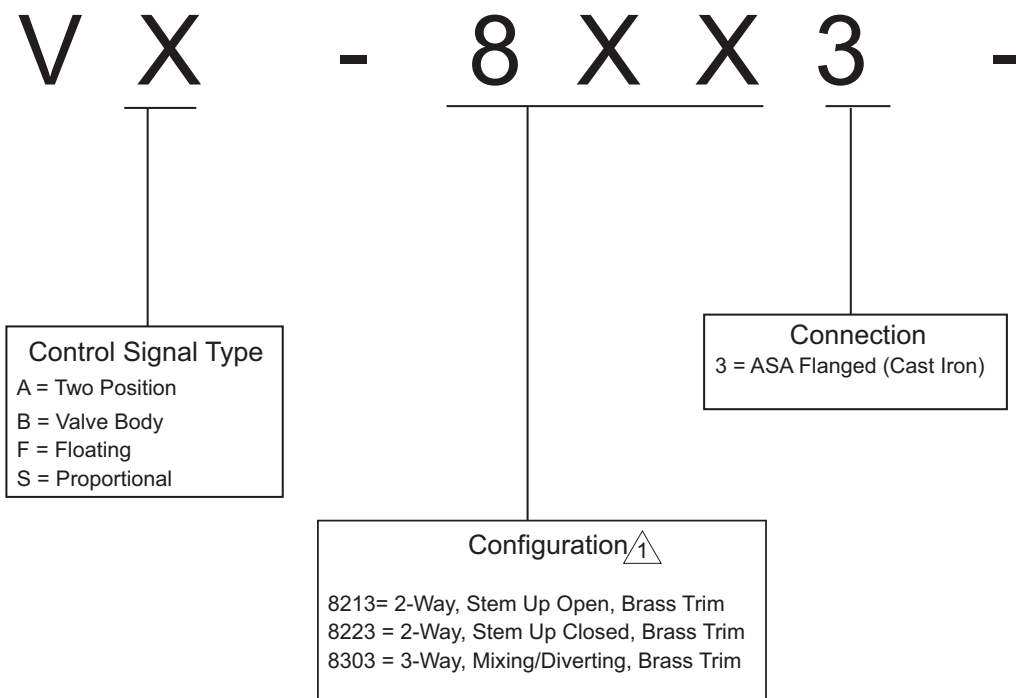 V X - 8 X X 3 -
Control Signal Type
A = Two Position
B = Valve Body
F = Floating
S = Proportional
Connection
3 = ASA Flanged (Cast Iron)
Configuration 1
8213= 2-Way, Stem Up Open, Brass Trim
8223 = 2-Way, Stem Up Closed, Brass Trim
8303 = 3-Way, Mixing/Diverting, Brass Trim